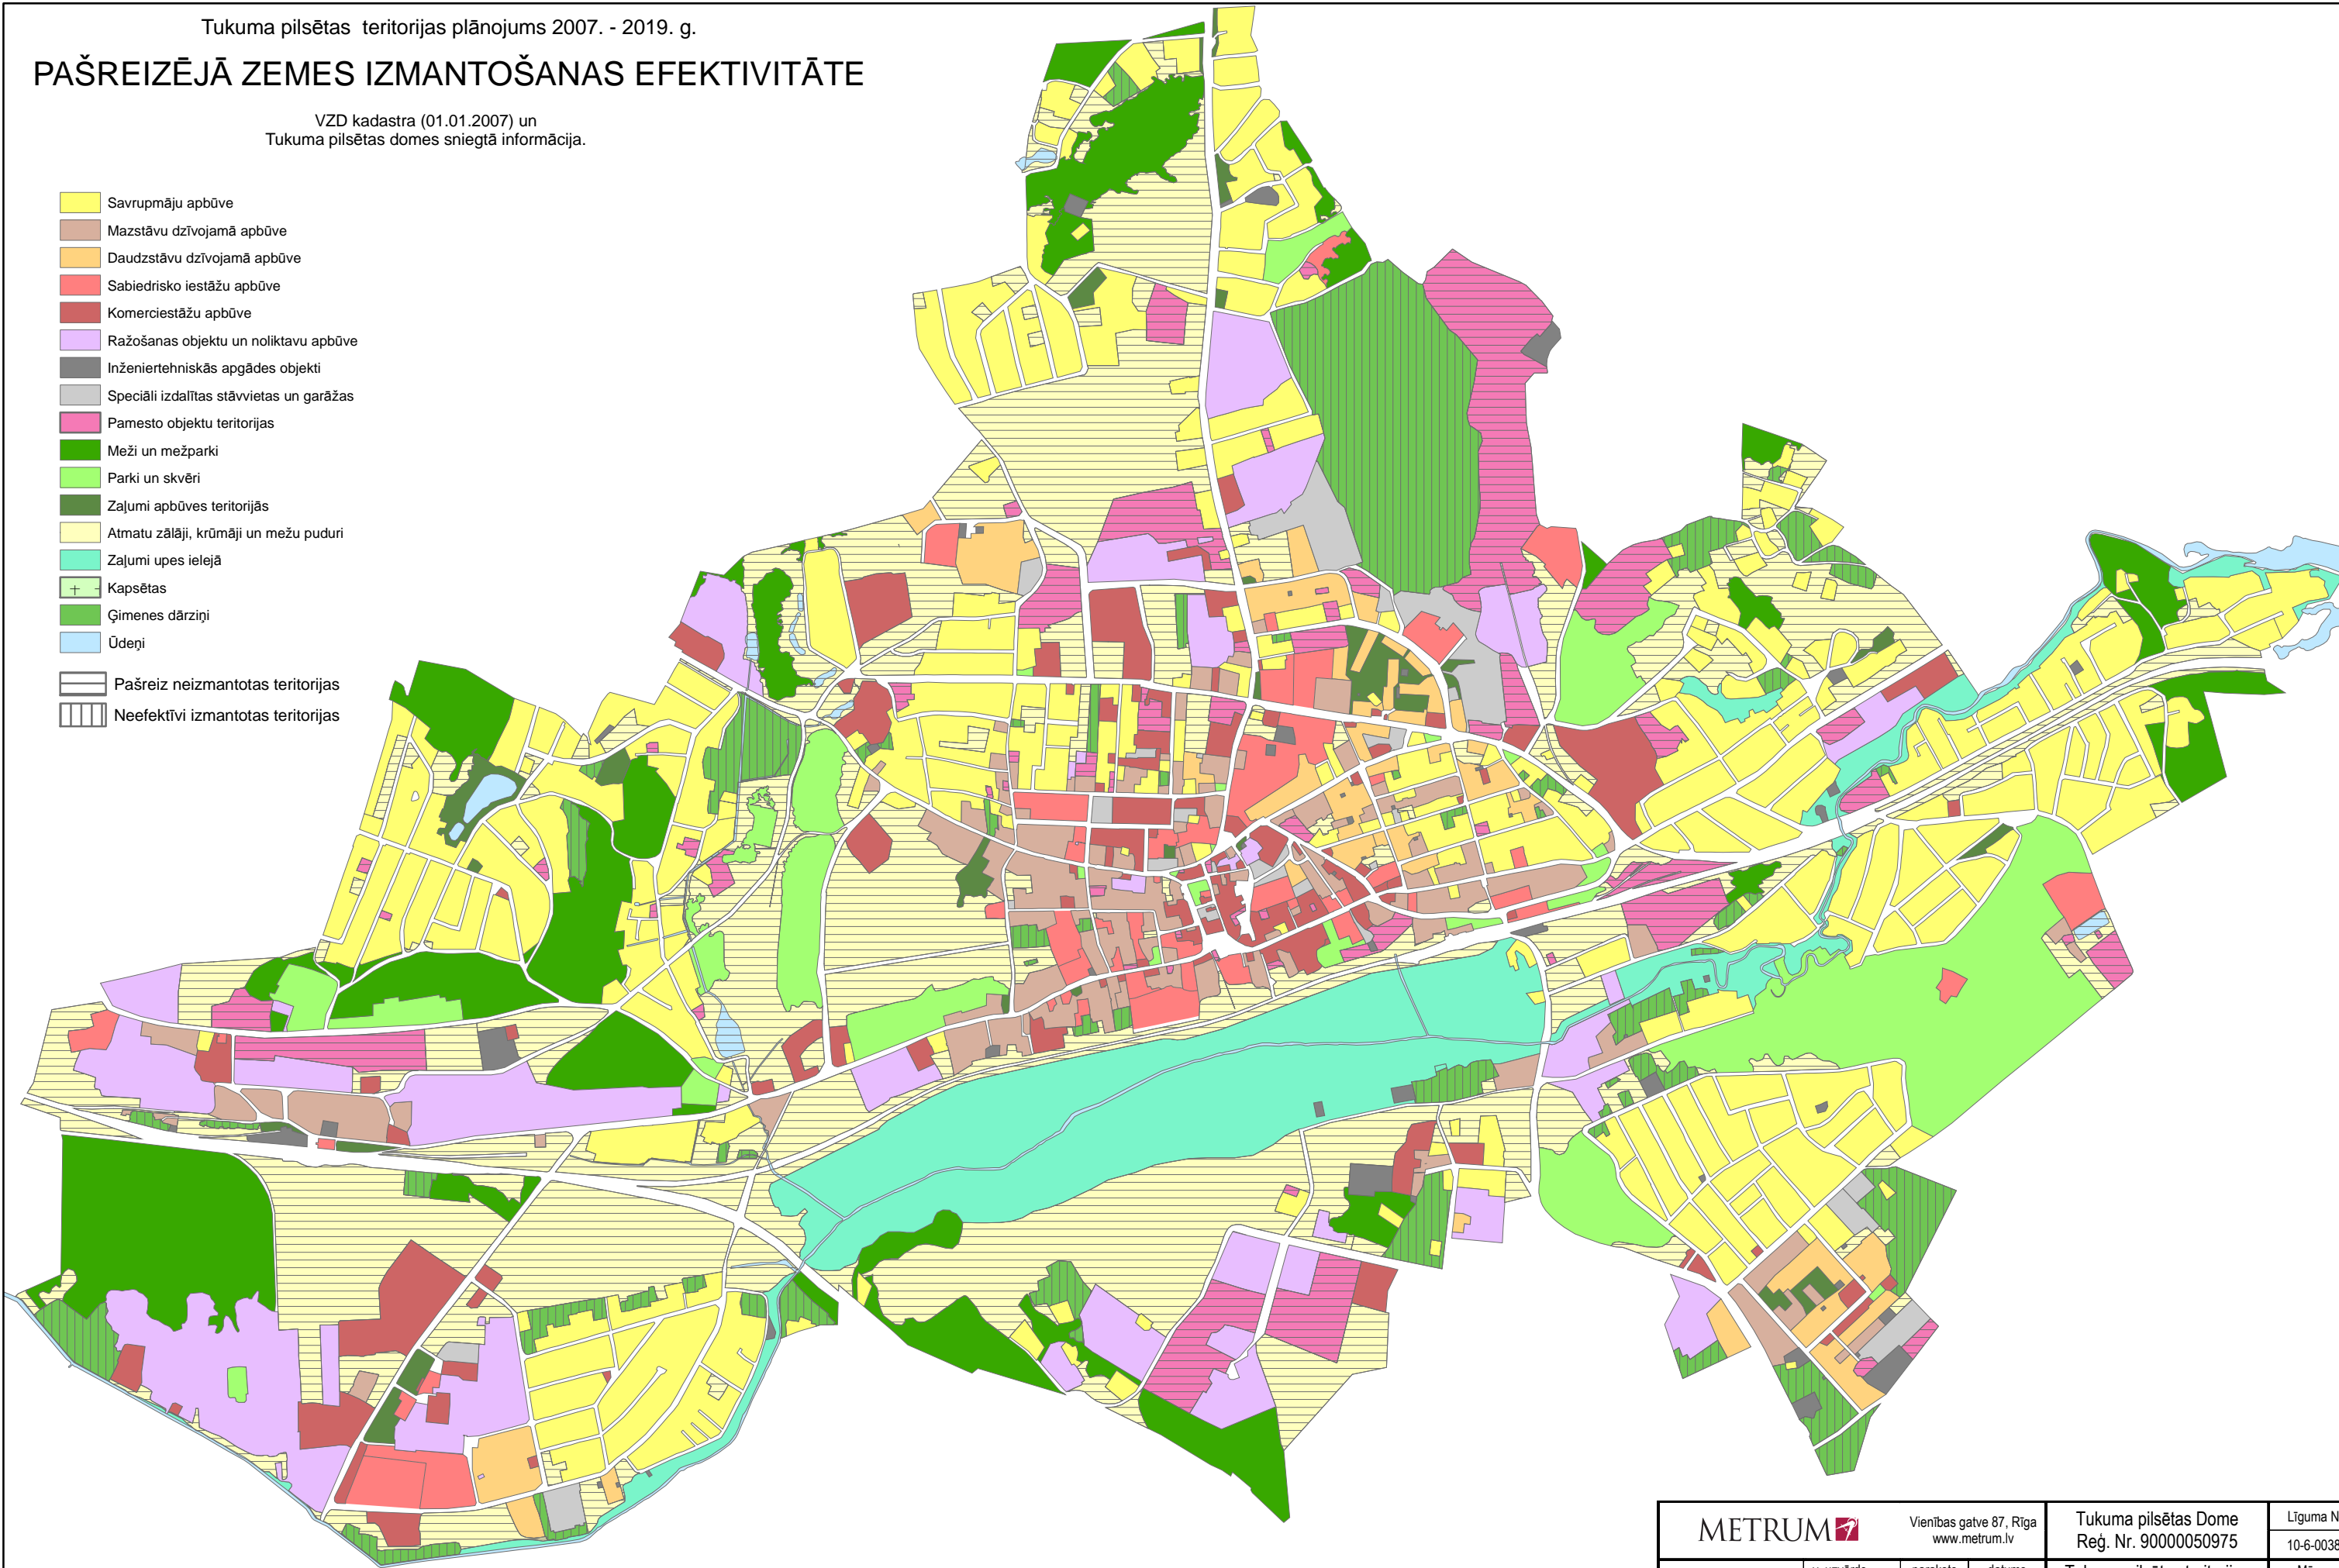 Tukuma pilsētas teritorijas plānojums 2007. - 2019. g.
PAŠREIZĒJĀ ZEMES IZMANTOŠANAS EFEKTIVITĀTE
VZD kadastra (01.01.2007) un
Tukuma pilsētas domes sniegtā informācija.
Savrupmāju apbūve
Mazstāvu dzīvojamā apbūve
Daudzstāvu dzīvojamā apbūve
Sabiedrisko iestāžu apbūve
Komerciestāžu apbūve
Ražošanas objektu un noliktavu apbūve
Inženiertehniskās apgādes objekti
Speciāli izdalītas stāvvietas un garāžas
Pamesto objektu teritorijas
Meži un mežparki
Parki un skvēri
Zaļumi apbūves teritorijās
Atmatu zālāji, krūmāji un mežu puduri
Zaļumi upes ielejā
Kapsētas
Ģimenes dārziņi
Ūdeņi
Pašreiz neizmantotas teritorijas
Neefektīvi izmantotas teritorijas
METRUM
Vienības gatve 87, Rīga
www.metrum.lv
Tukuma pilsētas Dome
Reģ. Nr. 90000050975
Līguma N
10-6-0038